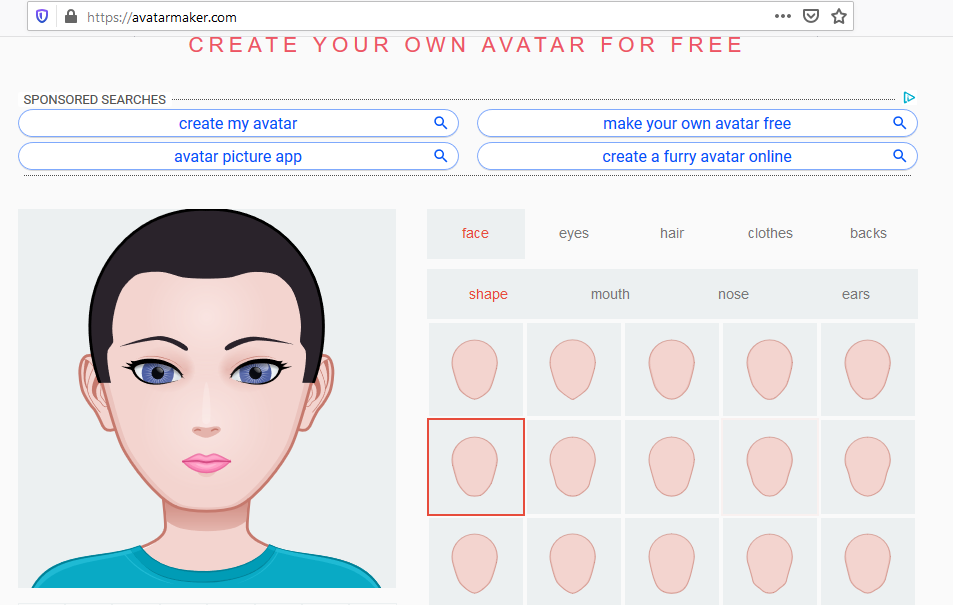 https://avatarmaker.com
CREATE YOUR OWN AVATAR FOR FREE
SPONSORED SEARCHES
create my avatar
make your own avatar free
avatar picture app
create a furry avatar online
face eyes hair clothes backs
shape mouth nose ears